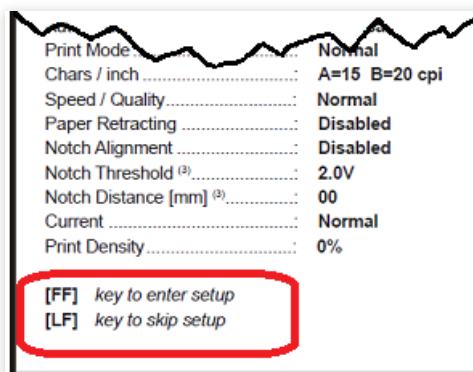 Print Mode..................: Normal
Chars / inch ......................: A=15 B=20 cpi
Speed / Quality...................: Normal
Paper Retracting .................: Disabled
Notch Alignment .................: Disabled
Notch Threshold (3)..............: 2.0V
Notch Distance [mm] (3)..........: 00
Current .............................: Normal
Print Density......................: 0%
[FF] key to enter setup
[LF] key to skip setup